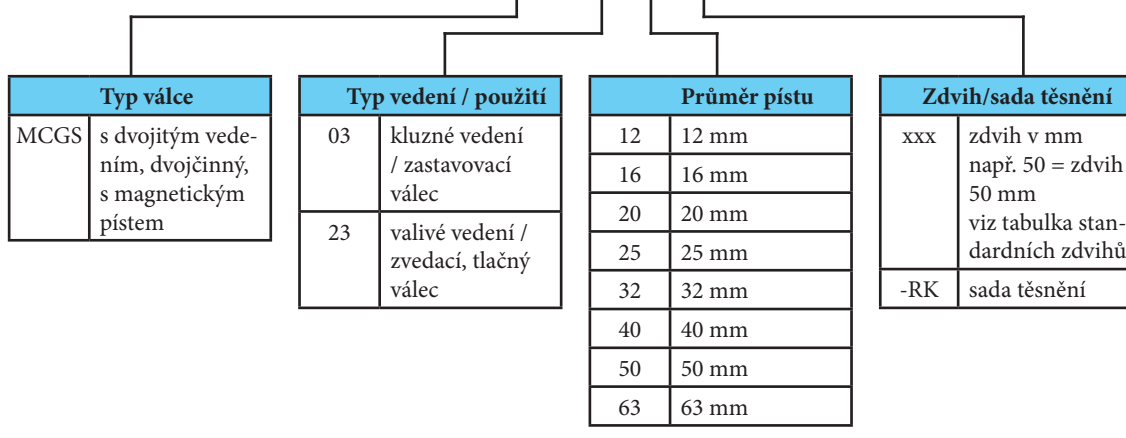 Typ válce
MCGS s dvojitým vede-
ním, dvojčinný,
s magnetickým
pístem
Typ vedení / použití
03 kluzné vedení
/ zastavovací
válec
23 valivé vedení /
zvedací, tlačný
válec
Průměr pístu
12 12 mm
16 16 mm
20 20 mm
25 25 mm
32 32 mm
40 40 mm
50 50 mm
63 63 mm
Zdvih/sada těsnění
xxx zdvih v mm
např. 50 = zdvih
50 mm
viz tabulka stan-
dardních zdvihů
-RK sada těsnění